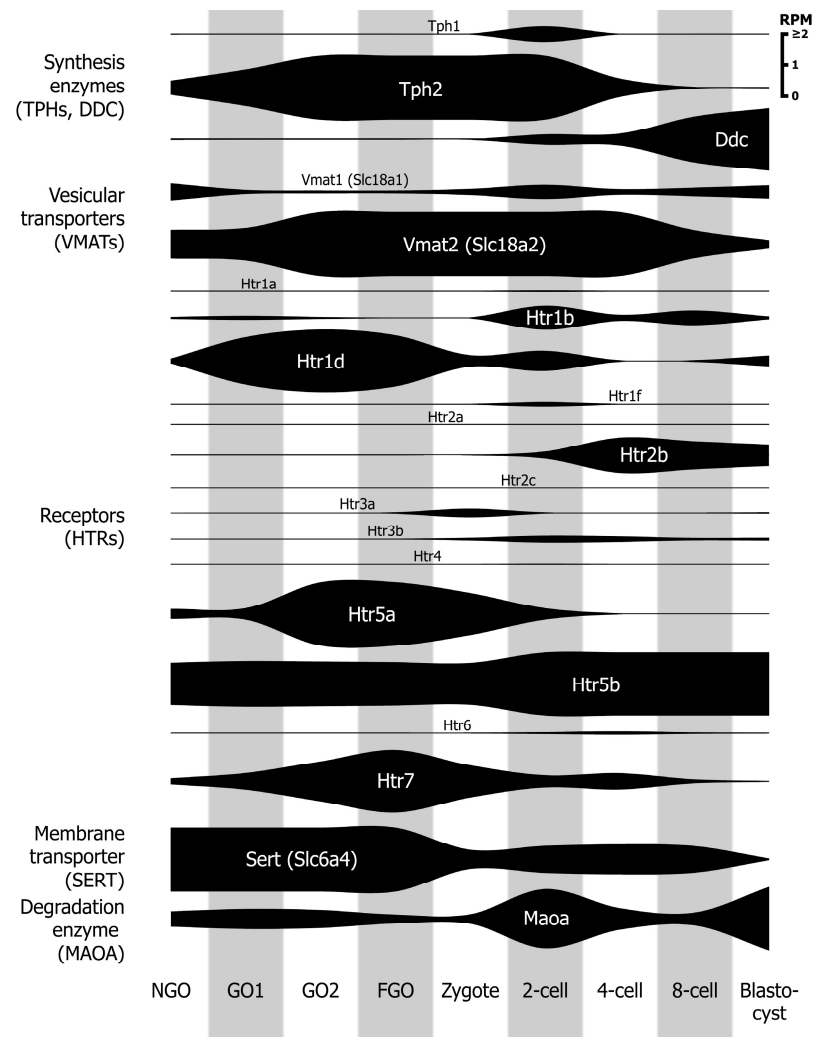 RPM
≥2
1
0
Tph1
Synthesis
enzymes
(TPHs, DDC)
Tph2
Ddc
Vmat1 (Slc18a1)
Vesicular
transporters
(VMATs)
Vmat2 (Slc18a2)
Htr1a
Htr1b
Htr1d
Htr1f
Htr2a
Htr2b
Htr2c
Receptors
(HTRs)
Htr3a
Htr3b
Htr4
Htr5a
Htr5b
Htr6
Htr7
Membrane
transporter
(SERT)
Sert (Slc6a4)
Degradation
enzyme
(MAOA)
Maoa
NGO GO1 GO2 FGO Zygote 2-cell 4-cell 8-cell Blasto-
cyst